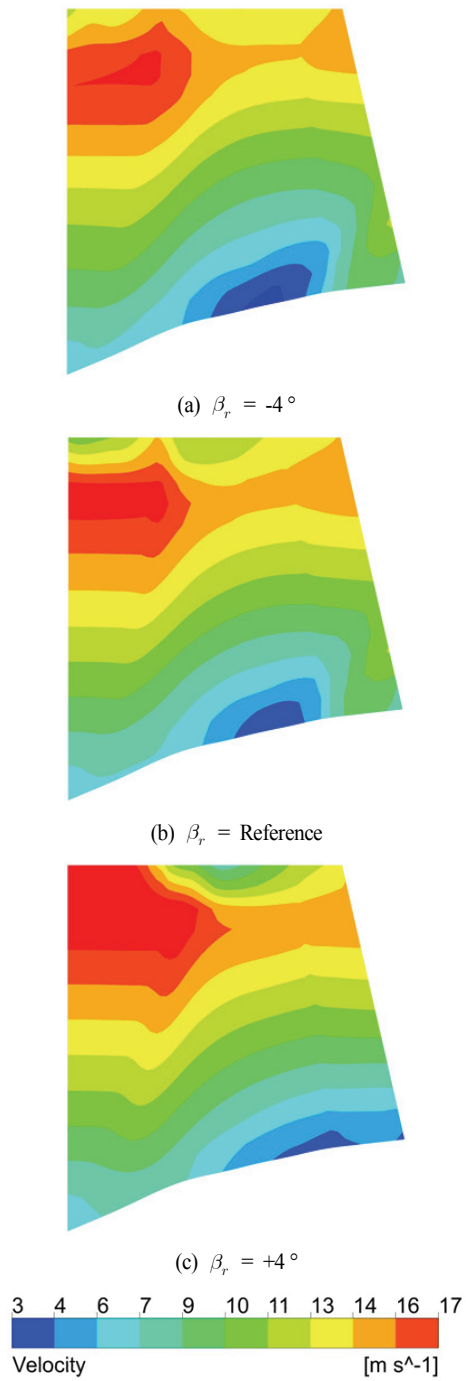 (a) βr = -4 °
(b) βr = Reference
(c) βr = +4 °
3 4 6 7 9 10 11 13 14 16 17
Velocity [m s^-1]